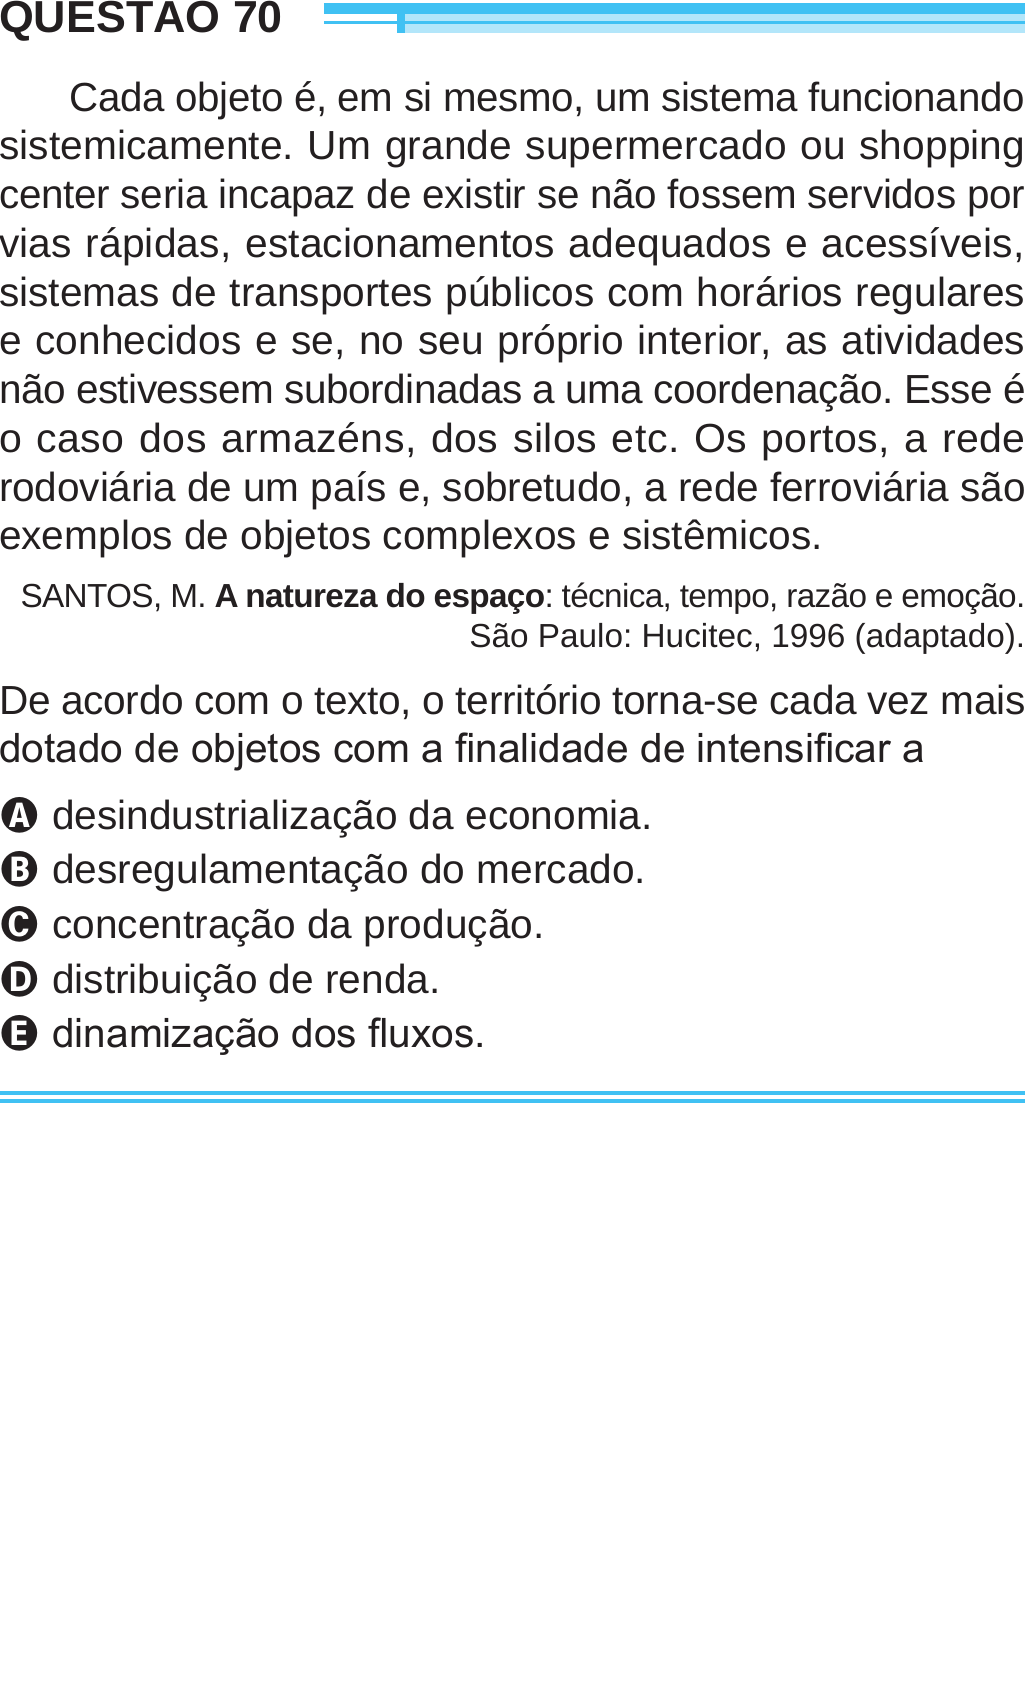 QUESTÃO 70
Cada objeto é, em si mesmo, um sistema funcionando
sistemicamente. Um grande supermercado ou shopping
center seria incapaz de existir se não fossem servidos por
vias rápidas, estacionamentos adequados e acessíveis,
sistemas de transportes públicos com horários regulares
e conhecidos e se, no seu próprio interior, as atividades
não estivessem subordinadas a uma coordenação. Esse é
o caso dos armazéns, dos silos etc. Os portos, a rede
rodoviária de um país e, sobretudo, a rede ferroviária são
exemplos de objetos complexos e sistêmicos.
SANTOS, M. A natureza do espaço: técnica, tempo, razão e emoção.
São Paulo: Hucitec, 1996 (adaptado).
De acordo com o texto, o território torna-se cada vez mais
dotado de objetos com a finalidade de intensificar a
A desindustrialização da economia.
B desregulamentação do mercado.
C concentração da produção.
D distribuição de renda.
E dinamização dos fluxos.